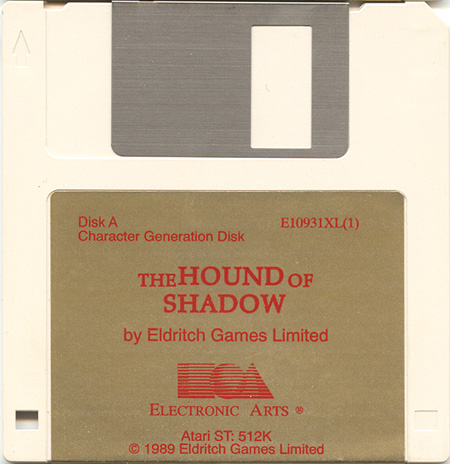 Disk A E10931XL(1)
Character Generation Disk
THE HOUND OF
SHADOW
by Eldritch Games Limited
EA
ELECTRONIC ARTS ®
Atari ST: 512K
© 1989 Eldritch Games Limited